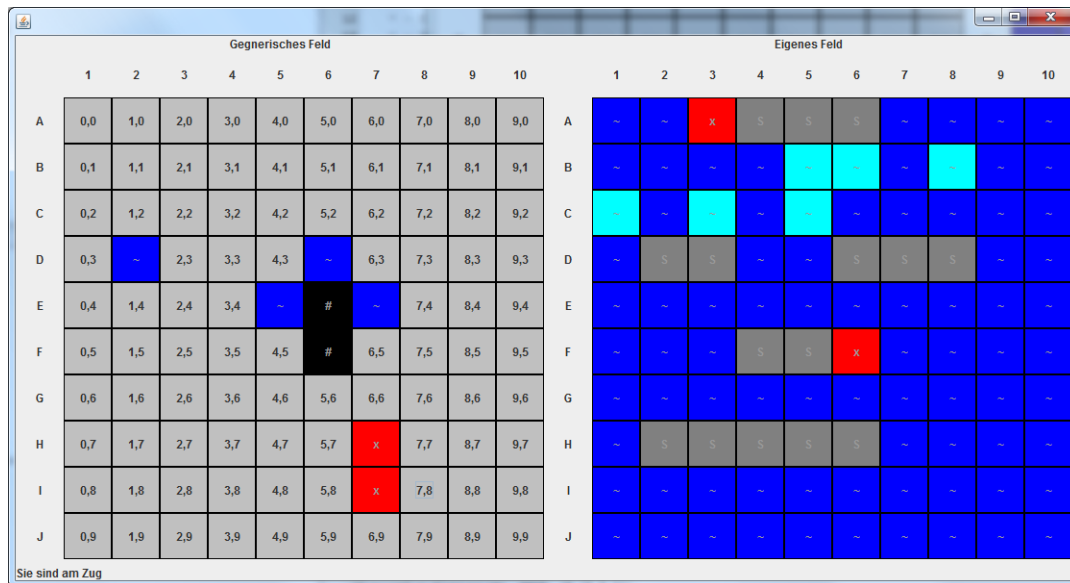 Gegnerisches Feld Eigenes Feld
1 2 3 4 5 6 7 8 9 10 1 2 3 4 5 6 7 8 9 10
A 0,0 1,0 2,0 3,0 4,0 5,0 6,0 7,0 8,0 9,0 A ~ ~ x S S S ~ ~ ~ ~
B 0,1 1,1 2,1 3,1 4,1 5,1 6,1 7,1 8,1 9,1 B ~ ~ ~ ~ ~ ~ ~ ~ ~ ~
C 0,2 1,2 2,2 3,2 4,2 5,2 6,2 7,2 8,2 9,2 C ~ ~ ~ ~ ~ ~ ~ ~ ~ ~
D 0,3 ~ 2,3 3,3 4,3 ~ 6,3 7,3 8,3 9,3 D ~ S S ~ ~ S S S ~ ~
E 0,4 1,4 2,4 3,4 ~ # ~ 7,4 8,4 9,4 E ~ ~ ~ ~ ~ ~ ~ ~ ~ ~
F 0,5 1,5 2,5 3,5 4,5 # 6,5 7,5 8,5 9,5 F ~ ~ ~ S S x ~ ~ ~ ~
G 0,6 1,6 2,6 3,6 4,6 5,6 6,6 7,6 8,6 9,6 G ~ ~ ~ ~ ~ ~ ~ ~ ~ ~
H 0,7 1,7 2,7 3,7 4,7 5,7 x 7,7 8,7 9,7 H ~ S S S S S ~ ~ ~ ~
I 0,8 1,8 2,8 3,8 4,8 5,8 x 7,8 8,8 9,8 I ~ ~ ~ ~ ~ ~ ~ ~ ~ ~
J 0,9 1,9 2,9 3,9 4,9 5,9 6,9 7,9 8,9 9,9 J ~ ~ ~ ~ ~ ~ ~ ~ ~ ~
Sie sind am Zug